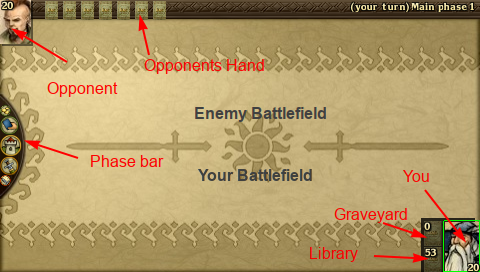 20
(your turn) Main phase 1
Opponents Hand
Opponent
Enemy Battlefield
Phase bar
Your Battlefield
You
Graveyard
0
Library
53
20